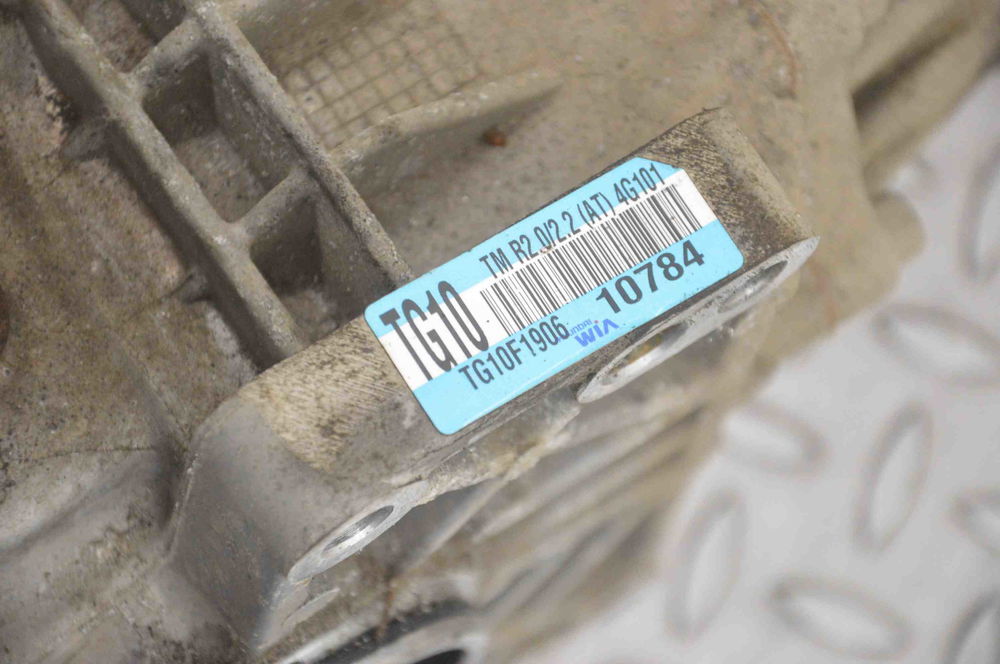 TM R2.0/2.2 (AT) 4G101
TG10
TG10F1906
10784
WIA